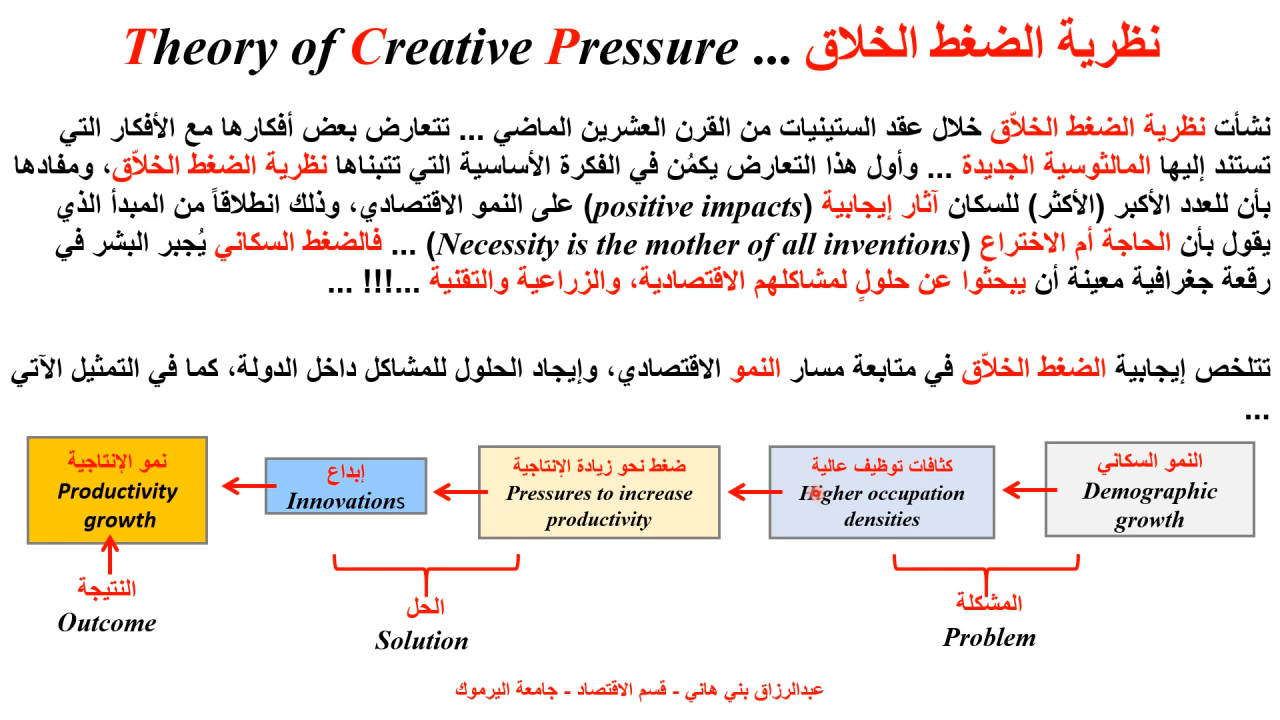 Theory of Creative Pressure ... نظرية الضغط الخلاق
نشأت نظرية الضغط الخلاّق خلال عقد الستينيات من القرن العشرين الماضي ... تتعارض بعض أفكارها مع الأفكار التي
تستند إليها المالثوسية الجديدة ... وأول هذا التعارض يكمُن في الفكرة الأساسية التي تتبناها نظرية الضغط الخلاّق، ومفادها
بأن للعدد الأكبر (الأكثر) للسكان آثار إيجابية (positive impacts) على النمو الاقتصادي، وذلك انطلاقاً من المبدأ الذي
يقول بأن الحاجة أم الاختراع (Necessity is the mother of all inventions) ... فالضغط السكاني يُجبر البشر في
رقعة جغرافية معينة أن يبحثوا عن حلولٍ لمشاكلهم الاقتصادية، والزراعية والتقنية ...!!! ...
تتلخص إيجابية الضغط الخلاّق في متابعة مسار النمو الاقتصادي، وإيجاد الحلول للمشاكل داخل الدولة، كما في التمثيل الآتي
...
النمو السكاني
Demographic
growth
كثافات توظيف عالية
Higher occupation
densities
ضغط نحو زيادة الإنتاجية
Pressures to increase
productivity
إبداع
Innovations
نمو الإنتاجية
Productivity
growth
المشكلة
Problem
الحل
Solution
النتيجة
Outcome
عبدالرزاق بني هاني - قسم الاقتصاد - جامعة اليرموك